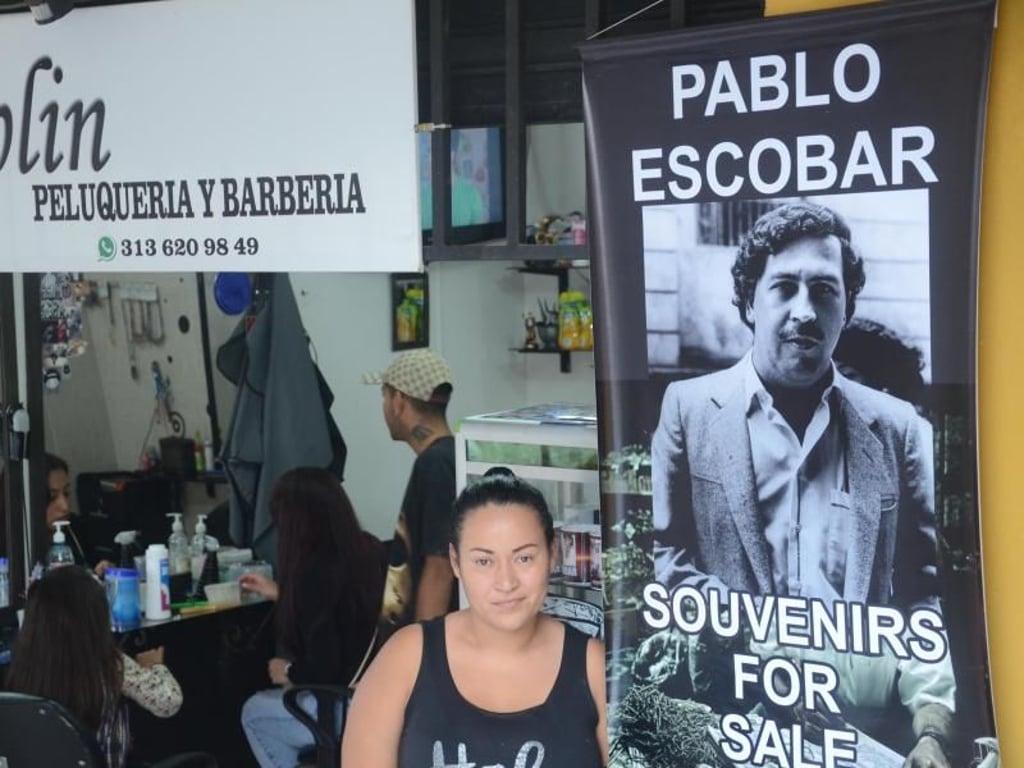 olin
PELUQUERIA Y BARBERIA
313 620 98 49
PABLO
ESCOBAR
SOUVENIRS
FOR
SALE